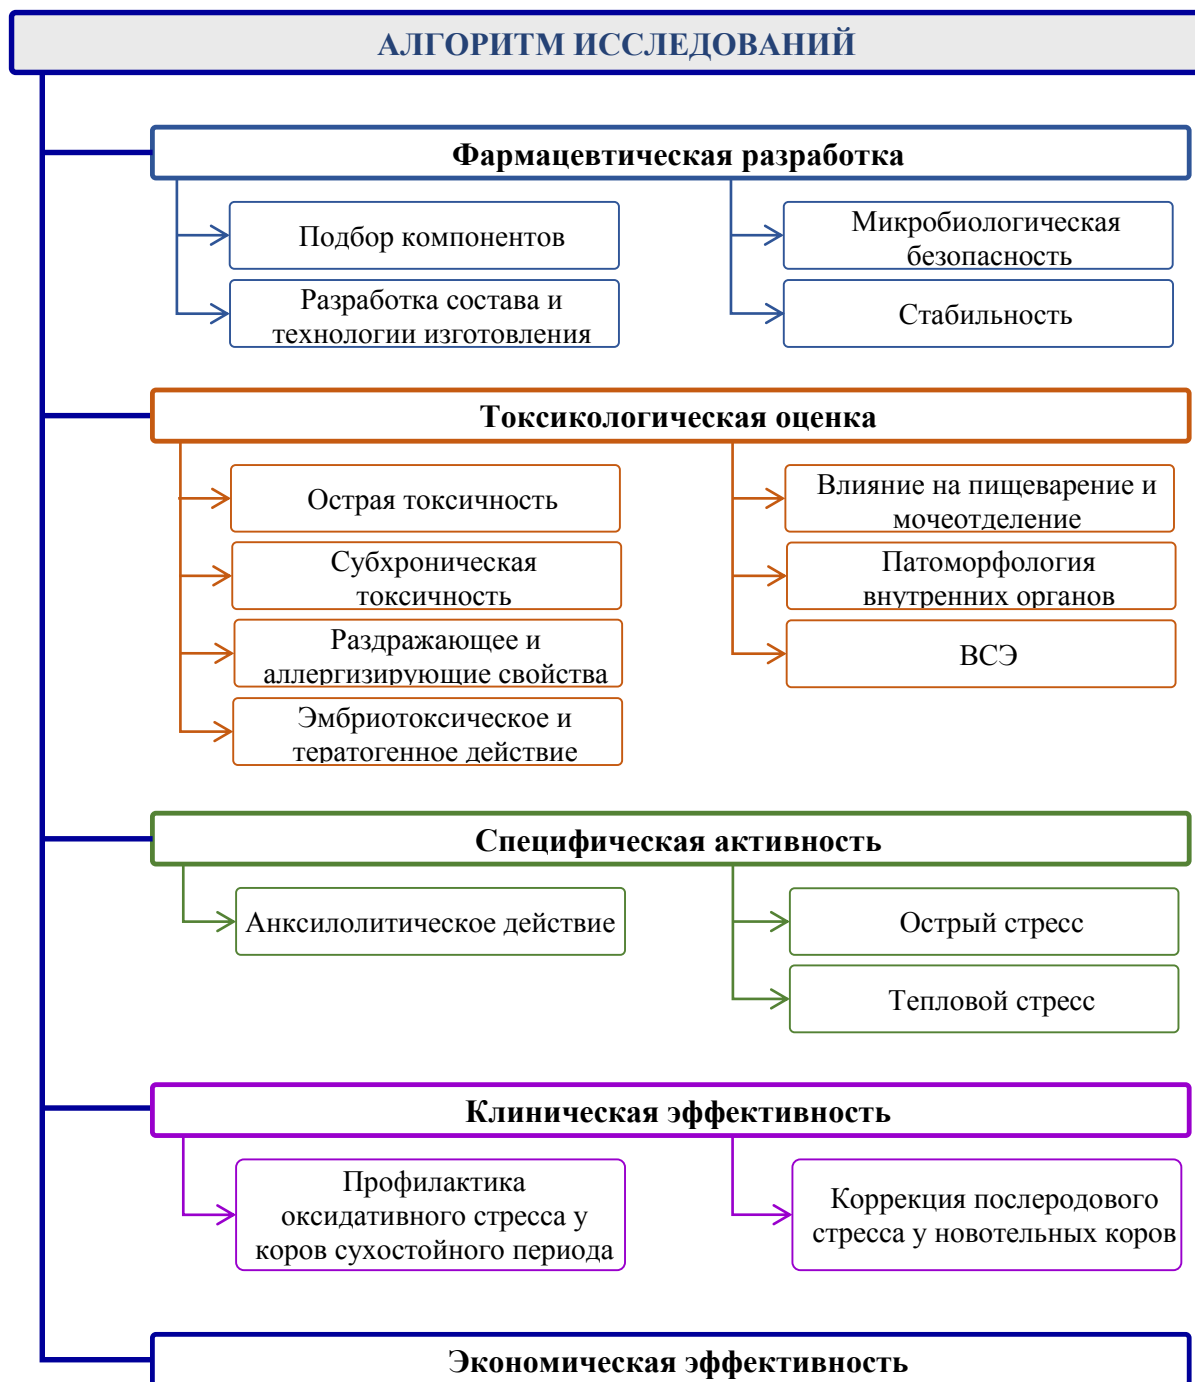 АЛГОРИТМ ИССЛЕДОВАНИЙ
Фармацевтическая разработка
Подбор компонентов
Разработка состава и
технологии изготовления
Микробиологическая
безопасность
Стабильность
Токсикологическая оценка
Острая токсичность
Субхроническая
токсичность
Раздражающее и
аллергизирующие свойства
Эмбриотоксическое и
тератогенное действие
Влияние на пищеварение и
мочеотделение
Патоморфология
внутренних органов
ВСЭ
Специфическая активность
Анксилолитическое действие
Острый стресс
Тепловой стресс
Клиническая эффективность
Профилактика
оксидативного стресса у
коров сухостойного периода
Коррекция послеродового
стресса у новотельных коров
Экономическая эффективность